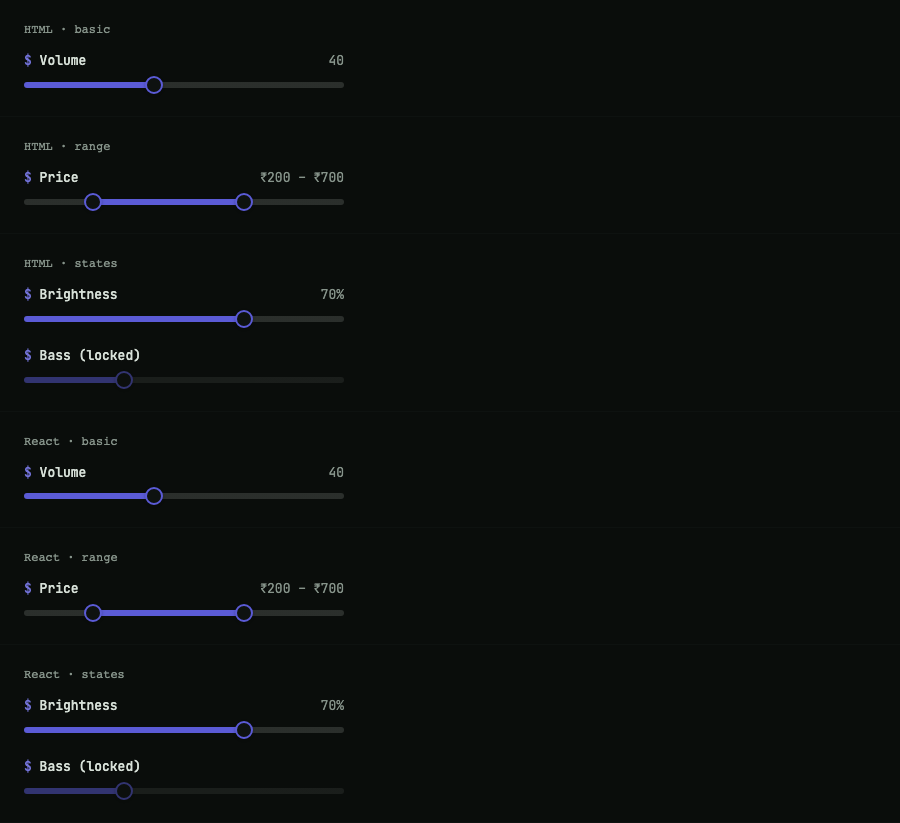 HTML · basic
$ Volume 40
HTML · range
$ Price ₹200 – ₹700
HTML · states
$ Brightness 70%
$ Bass (locked)
React · basic
$ Volume 40
React · range
$ Price ₹200 – ₹700
React · states
$ Brightness 70%
$ Bass (locked)